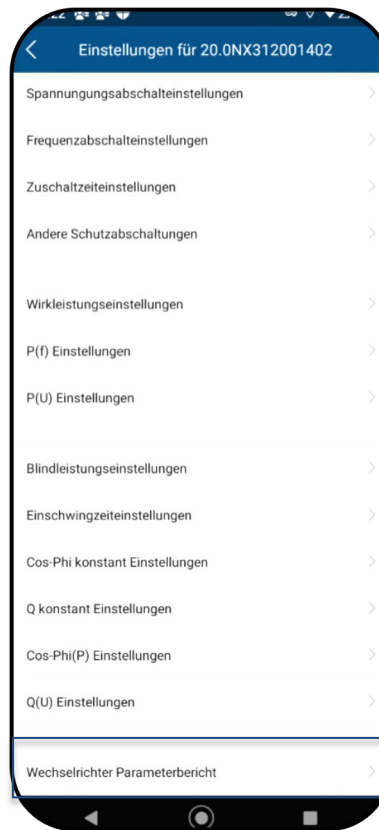 Einstellungen für 20.0NX312001402
Spannungungsabschalteinstellungen
Frequenzabschalteinstellungen
Zuschaltzeiteinstellungen
Andere Schutzabschaltungen
Wirkleistungseinstellungen
P(f) Einstellungen
P(U) Einstellungen
Blindleistungseinstellungen
Einschwingzeiteinstellungen
Cos-Phi konstant Einstellungen
Q konstant Einstellungen
Cos-Phi(P) Einstellungen
Q(U) Einstellungen
Wechselrichter Parameterbericht